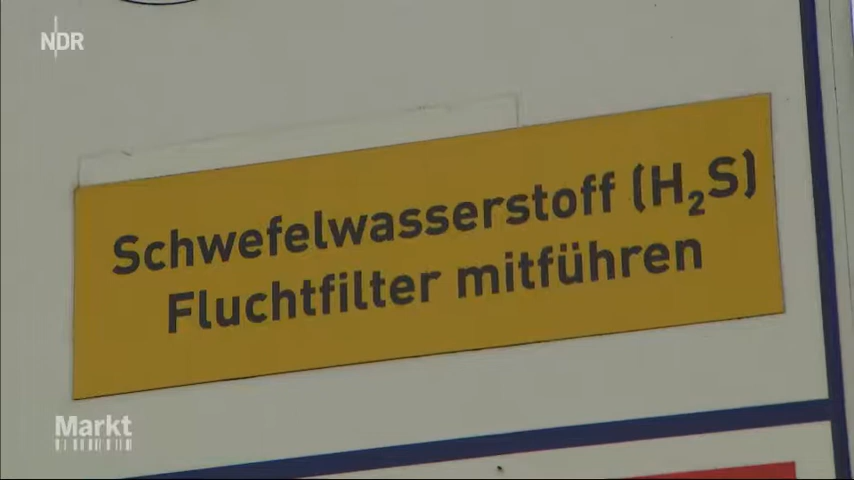 NDR
Schwefelwasserstoff (H₂S)
Fluchtfilter mitführen
Markt